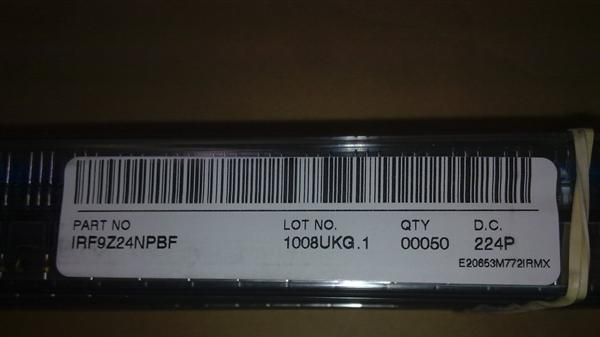 PART NO LOT NO. QTY D.C.
IRF9Z24NPBF 1008UKG.1 00050 224P
E20653M772IRMX